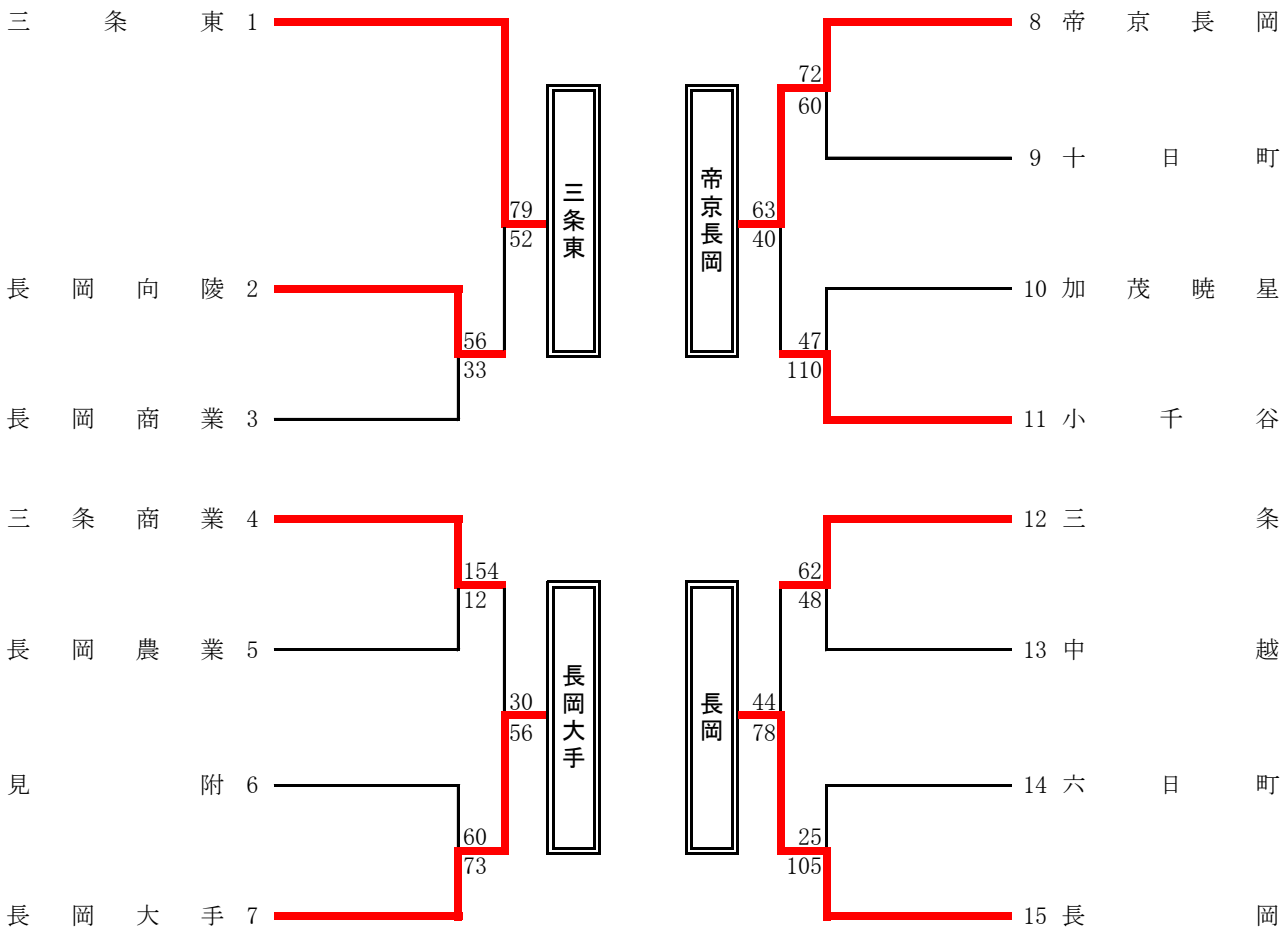 三条東 1
8 帝京長岡
72
60
9 十日町
三条東
帝京長岡
79
52
63
40
長岡向陵 2
10 加茂暁星
56
33
47
110
長岡商業 3
11 小千谷
三条商業 4
12 三条
154
12
62
48
長岡農業 5
13 中越
長岡大手
長岡
30
56
44
78
見附 6
14 六日町
60
73
25
105
長岡大手 7
15 長岡